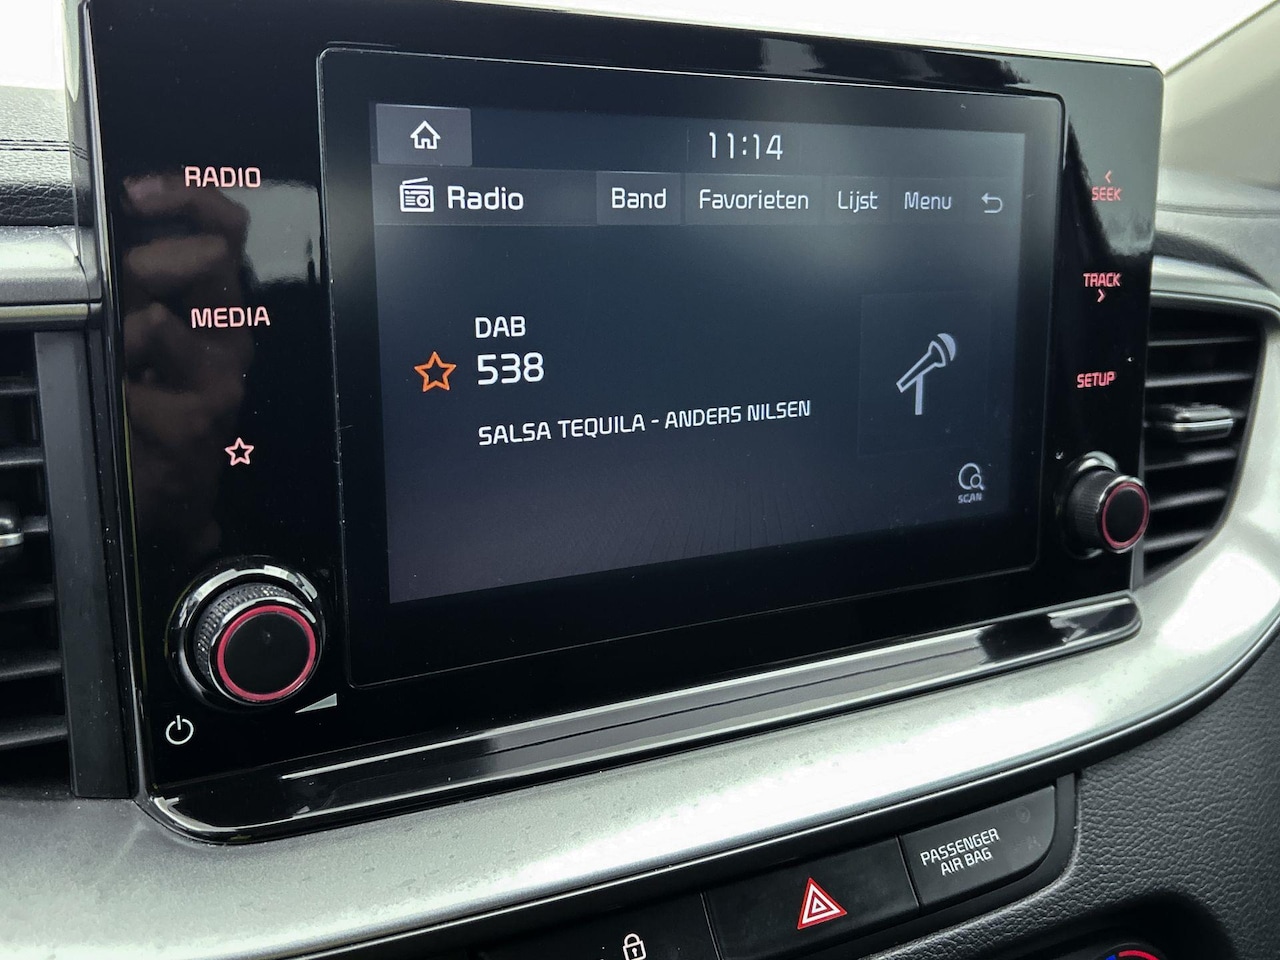 RADIO
MEDIA
11:14
Radio
Band
Favorieten
Lijst
Menu
DAB
538
SALSA TEQUILA - ANDERS NILSEN
SCAN
< SEEK
TRACK >
SETUP
PASSENGER
AIR BAG